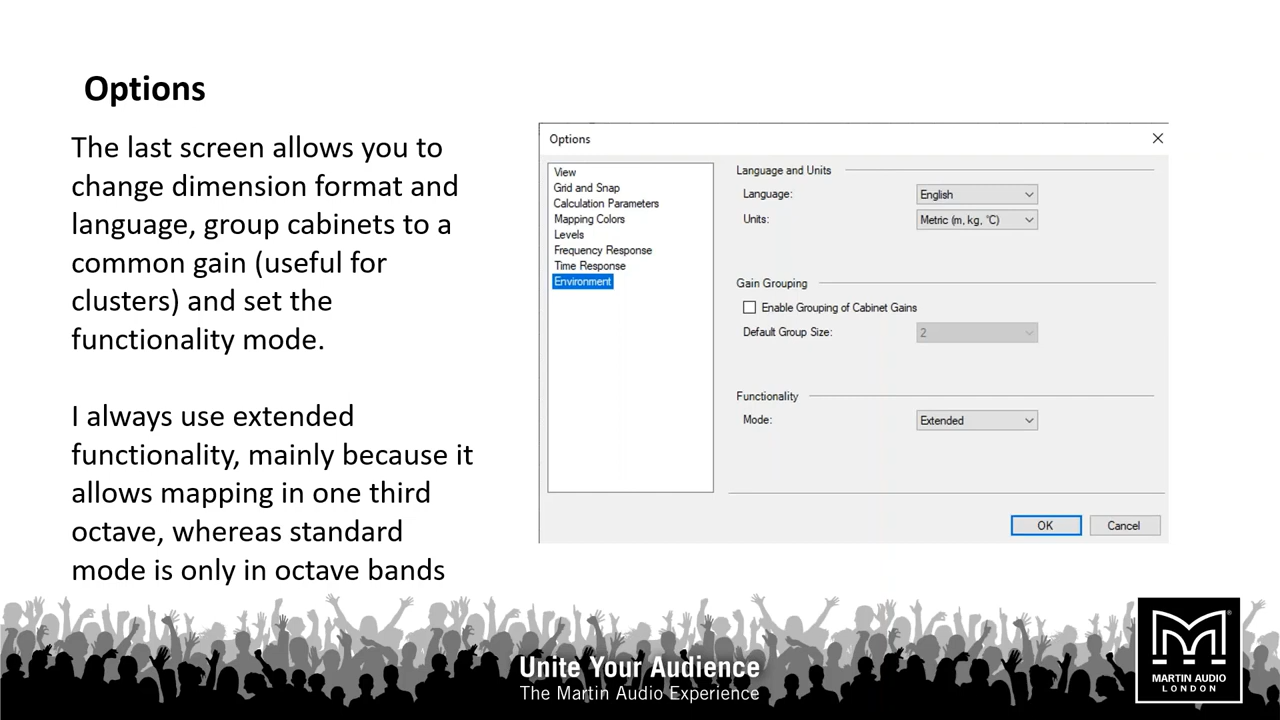 Options
The last screen allows you to
change dimension format and
language, group cabinets to a
common gain (useful for
clusters) and set the
functionality mode.
I always use extended
functionality, mainly because it
allows mapping in one third
octave, whereas standard
mode is only in octave bands
Options
View
Grid and Snap
Calculation Parameters
Mapping Colors
Levels
Frequency Response
Time Response
Environment
Language and Units
Language: English
Units: Metric (m, kg, °C)
Gain Grouping
Enable Grouping of Cabinet Gains
Default Group Size: 2
Functionality
Mode: Extended
OK Cancel
Unite Your Audience
The Martin Audio Experience
MARTIN AUDIO
LONDON